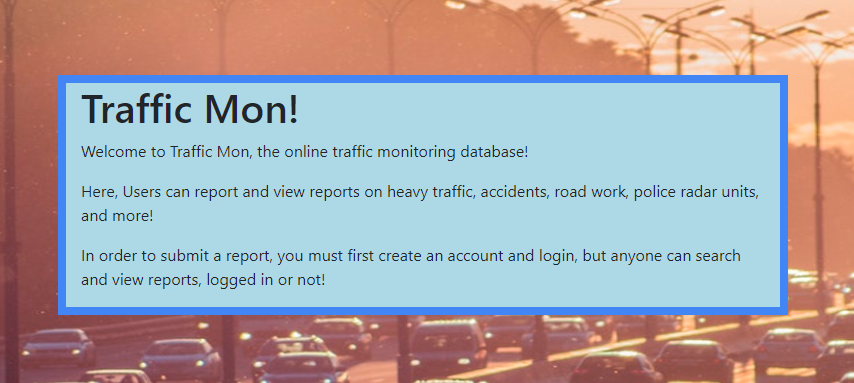 Traffic Mon!
Welcome to Traffic Mon, the online traffic monitoring database!
Here, Users can report and view reports on heavy traffic, accidents, road work, police radar units,
and more!
In order to submit a report, you must first create an account and login, but anyone can search
and view reports, logged in or not!